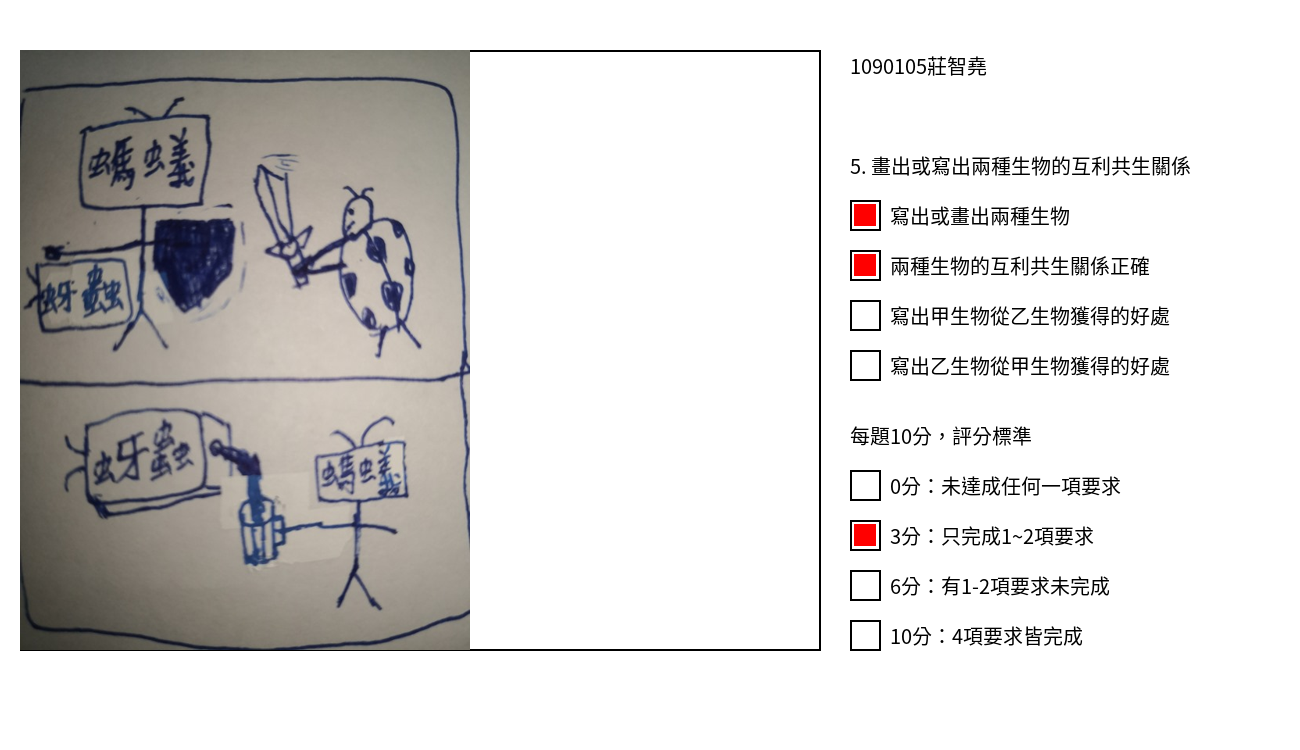 螞蟻
蚜蟲
蚜蟲
螞蟻
1090105莊智堯
5. 畫出或寫出兩種生物的互利共生關係
寫出或畫出兩種生物
兩種生物的互利共生關係正確
寫出甲生物從乙生物獲得的好處
寫出乙生物從甲生物獲得的好處
每題10分，評分標準
0分：未達成任何一項要求
3分：只完成1~2項要求
6分：有1-2項要求未完成
10分：4項要求皆完成